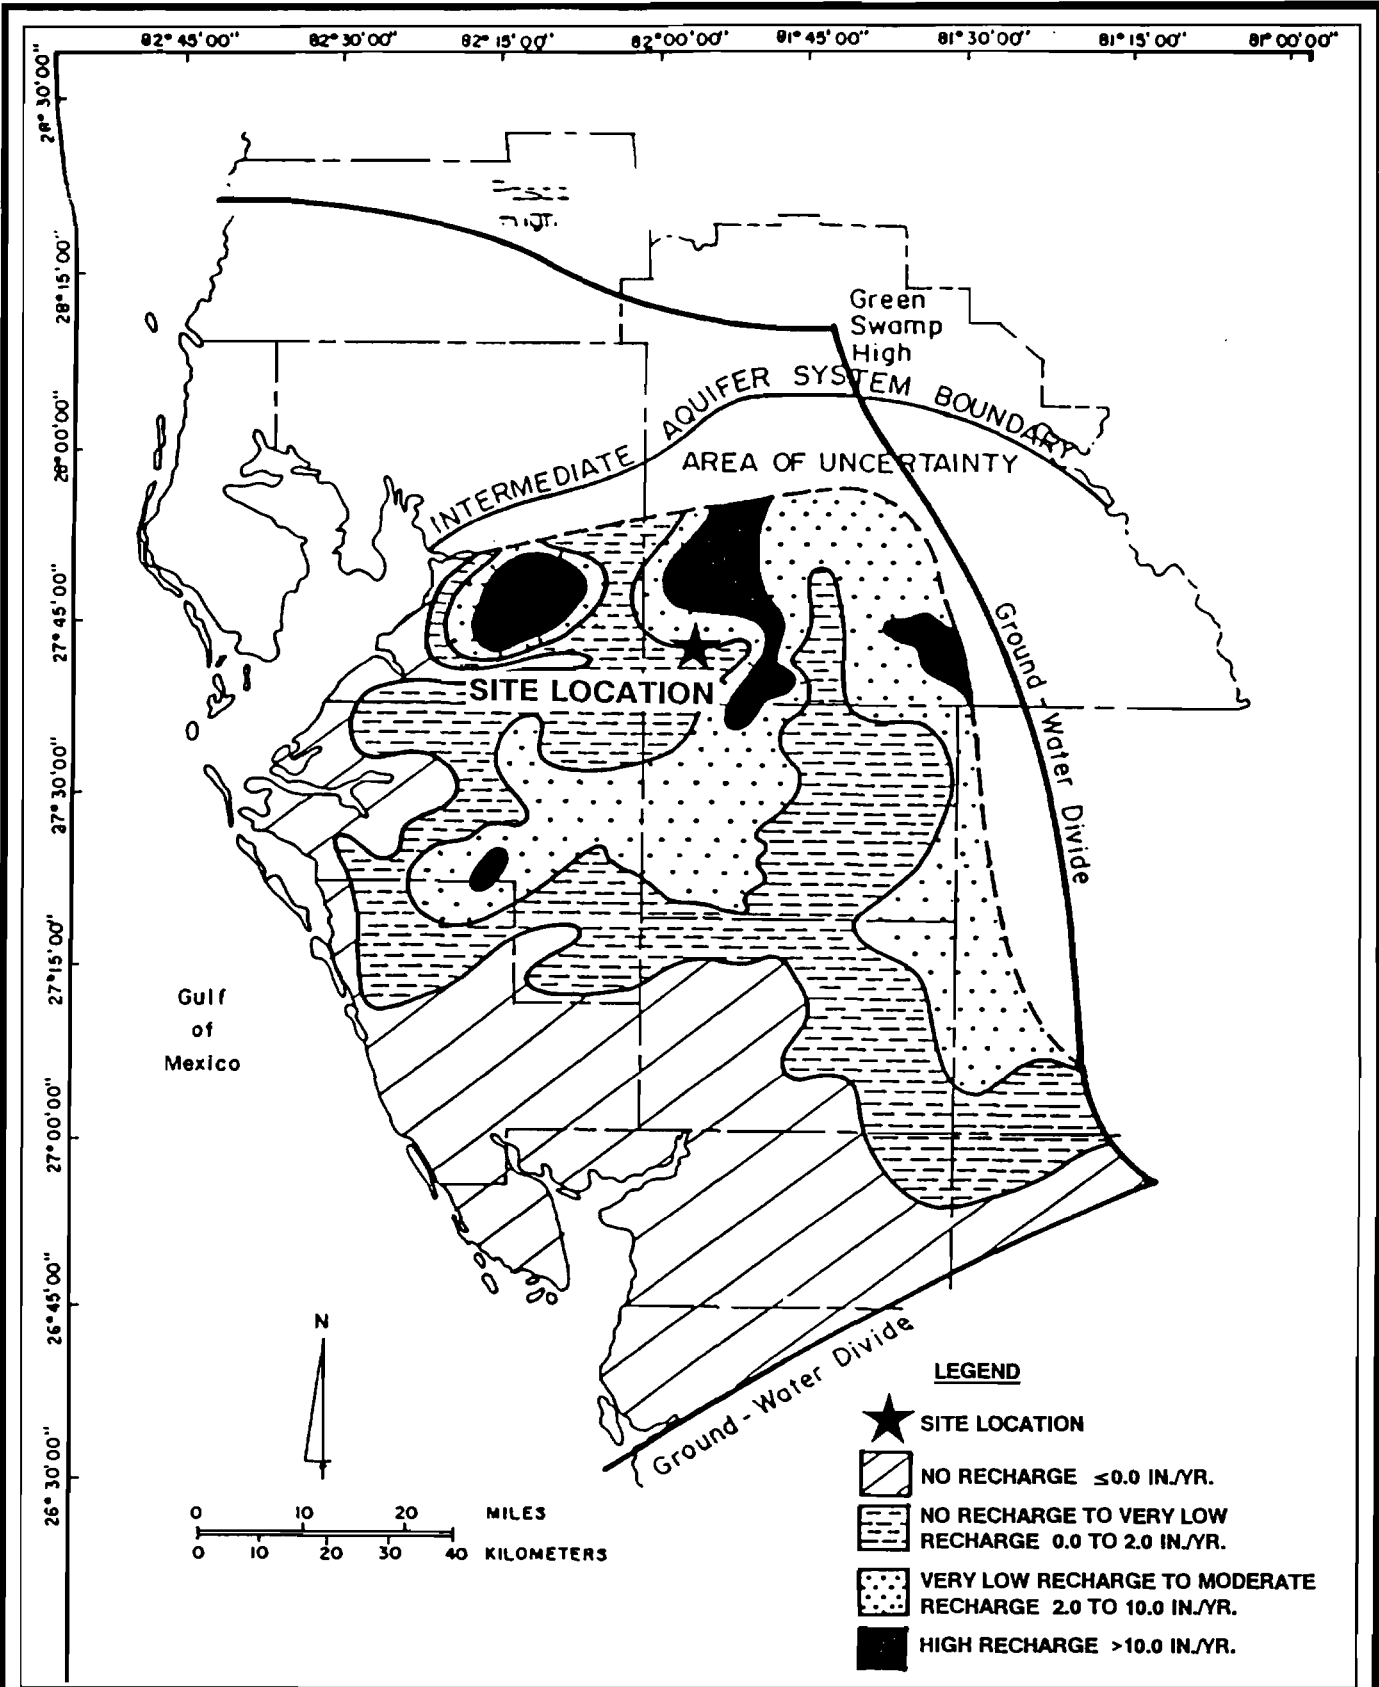 82° 45' 00" 82° 30' 00" 82° 15' 00" 82° 00' 00" 81° 45' 00" 81° 30' 00" 81° 15' 00" 81° 00' 00"
28° 30' 00"
28° 15' 00"
28° 00' 00"
27° 45' 00"
27° 30' 00"
27° 15' 00"
27° 00' 00"
26° 45' 00"
26° 30' 00"
Green
Swamp
High
INTERMEDIATE AQUIFER SYSTEM BOUNDARY
AREA OF UNCERTAINTY
Ground-Water Divide
SITE LOCATION
Gulf
of
Mexico
Ground-Water Divide
N
0 10 20 MILES
0 10 20 30 40 KILOMETERS
LEGEND
SITE LOCATION
NO RECHARGE ≤0.0 IN./YR.
NO RECHARGE TO VERY LOW
RECHARGE 0.0 TO 2.0 IN./YR.
VERY LOW RECHARGE TO MODERATE
RECHARGE 2.0 TO 10.0 IN./YR.
HIGH RECHARGE >10.0 IN./YR.